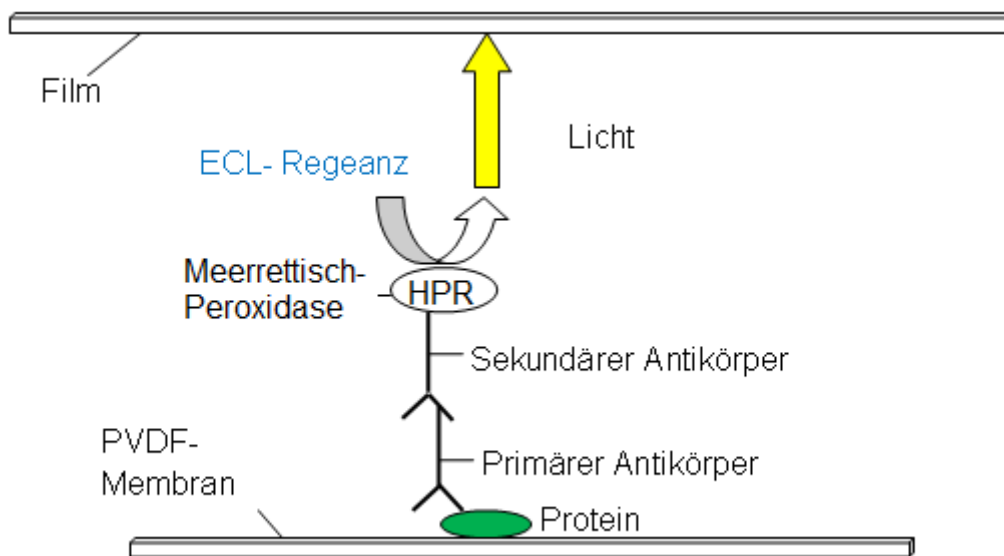 Film
Licht
ECL- Regeanz
Meerrettisch-
Peroxidase
HPR
Sekundärer Antikörper
PVDF-
Membran
Primärer Antikörper
Protein